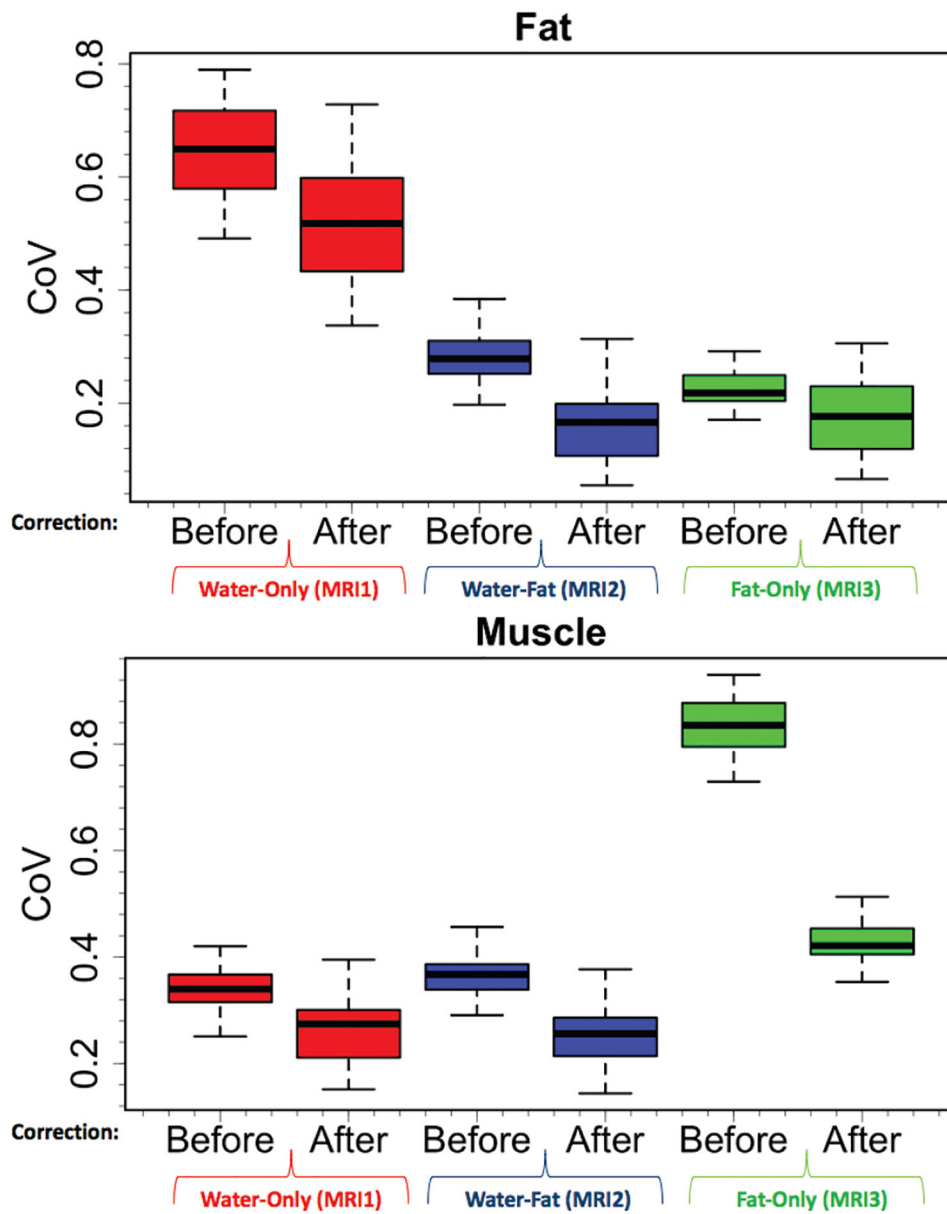 Fat
CoV
0.8
0.6
0.4
0.2
Correction: Before After Before After Before After
Water-Only (MRI1) Water-Fat (MRI2) Fat-Only (MRI3)
Muscle
CoV
0.8
0.6
0.4
0.2
Correction: Before After Before After Before After
Water-Only (MRI1) Water-Fat (MRI2) Fat-Only (MRI3)